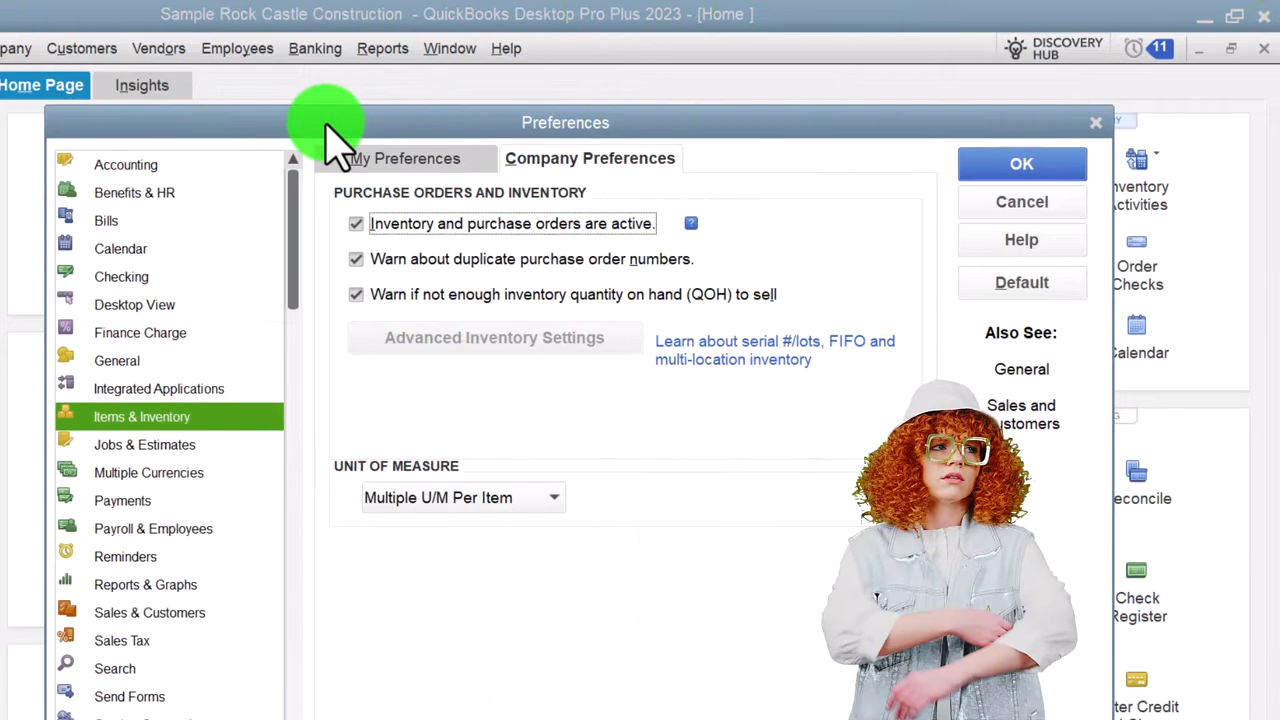 Sample Rock Castle Construction - QuickBooks Desktop Pro Plus 2023 - [Home ]
pany Customers Vendors Employees Banking Reports Window Help
DISCOVERY
HUB
11
Home Page Insights
Preferences
Accounting
Benefits & HR
Bills
Calendar
Checking
Desktop View
Finance Charge
General
Integrated Applications
Items & Inventory
Jobs & Estimates
Multiple Currencies
Payments
Payroll & Employees
Reminders
Reports & Graphs
Sales & Customers
Sales Tax
Search
Send Forms
My Preferences Company Preferences
PURCHASE ORDERS AND INVENTORY
Inventory and purchase orders are active.
?
Warn about duplicate purchase order numbers.
Warn if not enough inventory quantity on hand (QOH) to sell
Advanced Inventory Settings
Learn about serial #/lots, FIFO and
multi-location inventory
UNIT OF MEASURE
Multiple U/M Per Item
OK
Cancel
Help
Default
Also See:
General
Sales and
ustomers
Y
nventory
Activities
Order
Checks
Calendar
G
econcile
Check
Register
ter Credit